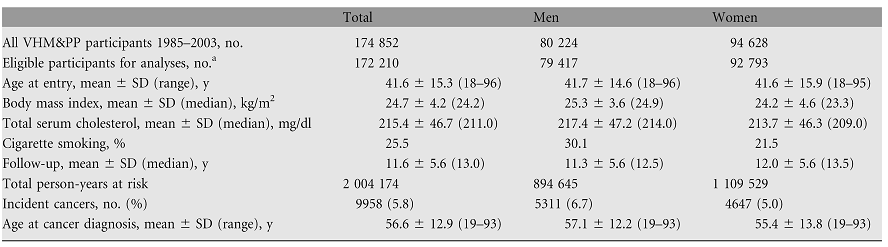 Total Men Women
All VHM&PP participants 1985–2003, no. 174 852 80 224 94 628
Eligible participants for analyses, no.a 172 210 79 417 92 793
Age at entry, mean ± SD (range), y 41.6 ± 15.3 (18–96) 41.7 ± 14.6 (18–96) 41.6 ± 15.9 (18–95)
Body mass index, mean ± SD (median), kg/m2 24.7 ± 4.2 (24.2) 25.3 ± 3.6 (24.9) 24.2 ± 4.6 (23.3)
Total serum cholesterol, mean ± SD (median), mg/dl 215.4 ± 46.7 (211.0) 217.4 ± 47.2 (214.0) 213.7 ± 46.3 (209.0)
Cigarette smoking, % 25.5 30.1 21.5
Follow-up, mean ± SD (median), y 11.6 ± 5.6 (13.0) 11.3 ± 5.6 (12.5) 12.0 ± 5.6 (13.5)
Total person-years at risk 2 004 174 894 645 1 109 529
Incident cancers, no. (%) 9958 (5.8) 5311 (6.7) 4647 (5.0)
Age at cancer diagnosis, mean ± SD (range), y 56.6 ± 12.9 (19–93) 57.1 ± 12.2 (19–93) 55.4 ± 13.8 (19–93)